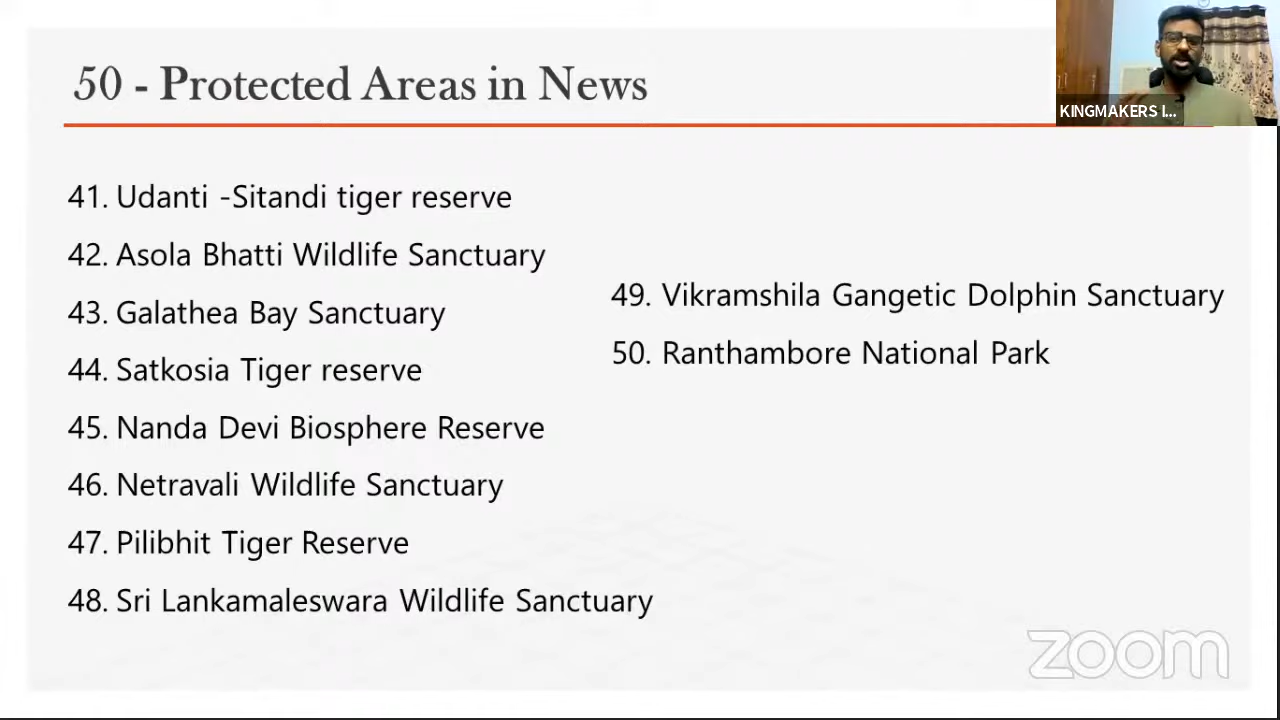 50 - Protected Areas in News
KINGMAKERS I...
41. Udanti -Sitandi tiger reserve
42. Asola Bhatti Wildlife Sanctuary
43. Galathea Bay Sanctuary
44. Satkosia Tiger reserve
45. Nanda Devi Biosphere Reserve
46. Netravali Wildlife Sanctuary
47. Pilibhit Tiger Reserve
48. Sri Lankamaleswara Wildlife Sanctuary
49. Vikramshila Gangetic Dolphin Sanctuary
50. Ranthambore National Park
zoom